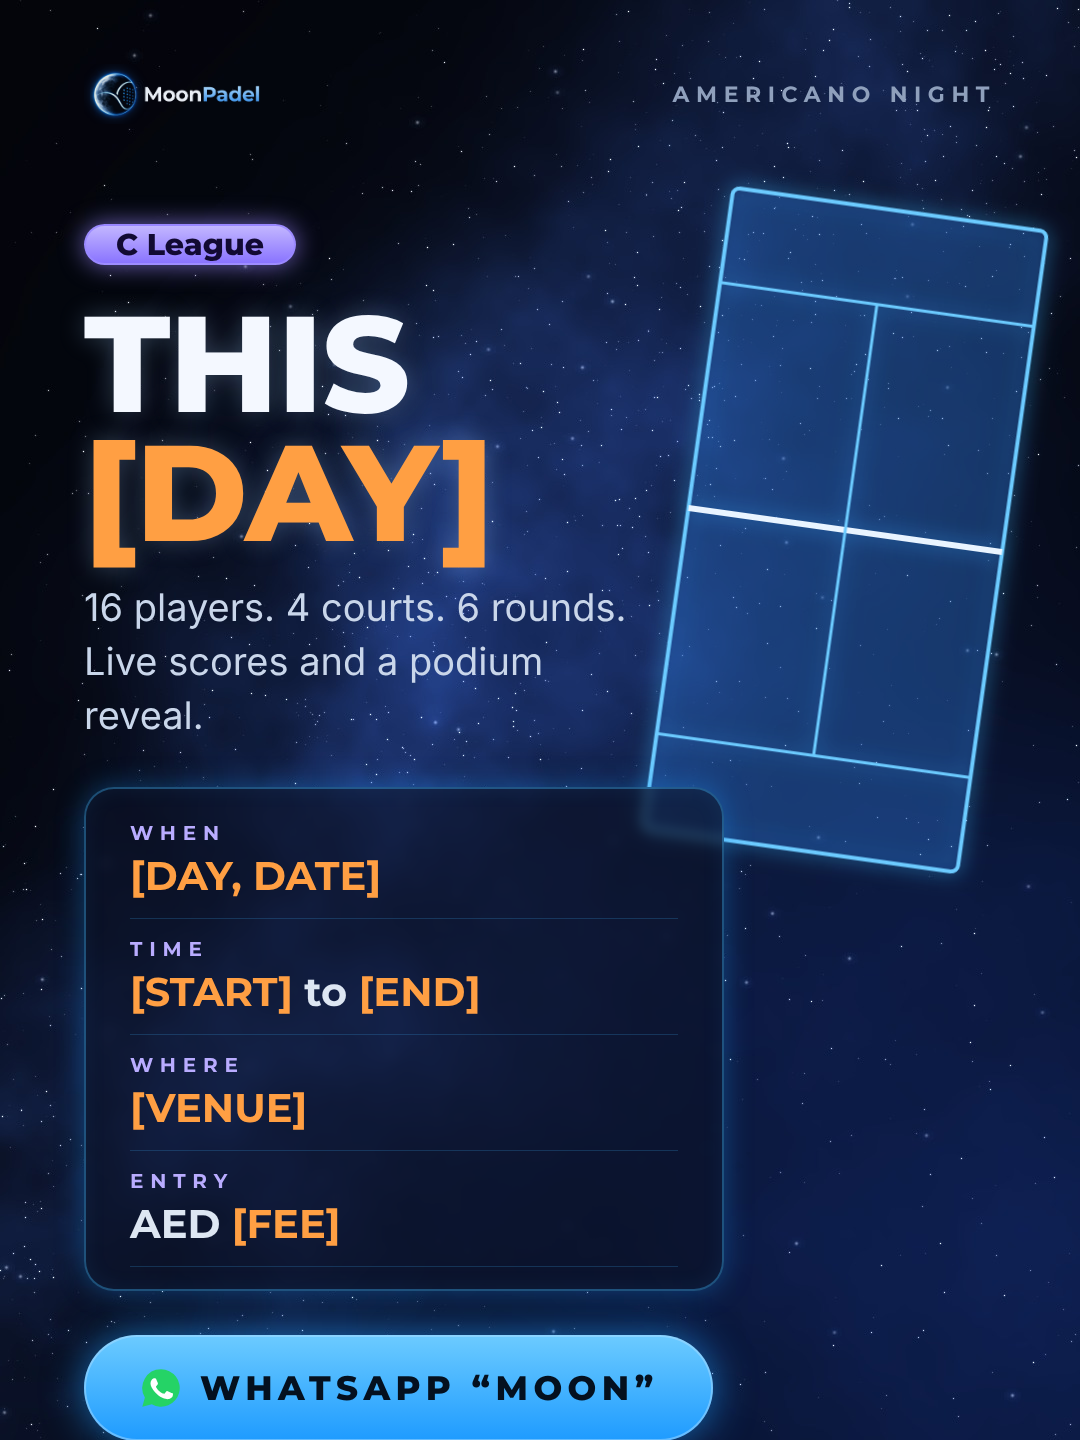 MoonPadel
AMERICANO NIGHT
C League
THIS
[DAY]
16 players. 4 courts. 6 rounds.
Live scores and a podium
reveal.
WHEN
[DAY, DATE]
TIME
[START] to [END]
WHERE
[VENUE]
ENTRY
AED [FEE]
WHATSAPP “MOON”